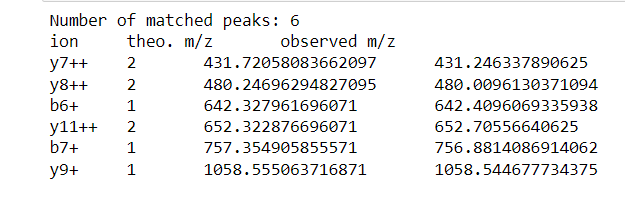 Number of matched peaks: 6
ion theo. m/z observed m/z
y7++ 2 431.72058083662097 431.246337890625
y8++ 2 480.24696294827095 480.0096130371094
b6+ 1 642.327961696071 642.4096069335938
y11++ 2 652.322876696071 652.70556640625
b7+ 1 757.354905855571 756.8814086914062
y9+ 1 1058.555063716871 1058.544677734375